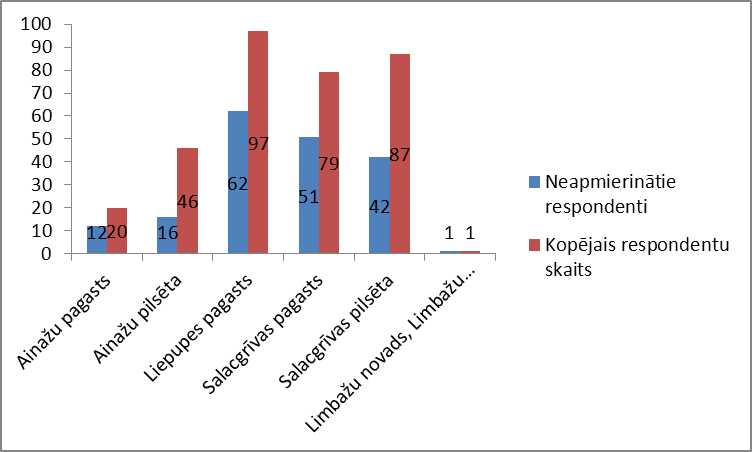 100
90
80
70
60
50
40
30
20
10
0
12 20
16 46
62 97
51 79
42 87
1 1
Ainažu pagasts
Ainažu pilsēta
Liepupes pagasts
Salacgrīvas pagasts
Salacgrīvas pilsēta
Limbažu novads, Limbažu...
Neapmierinātie
respondenti
Kopējais respondentu
skaits